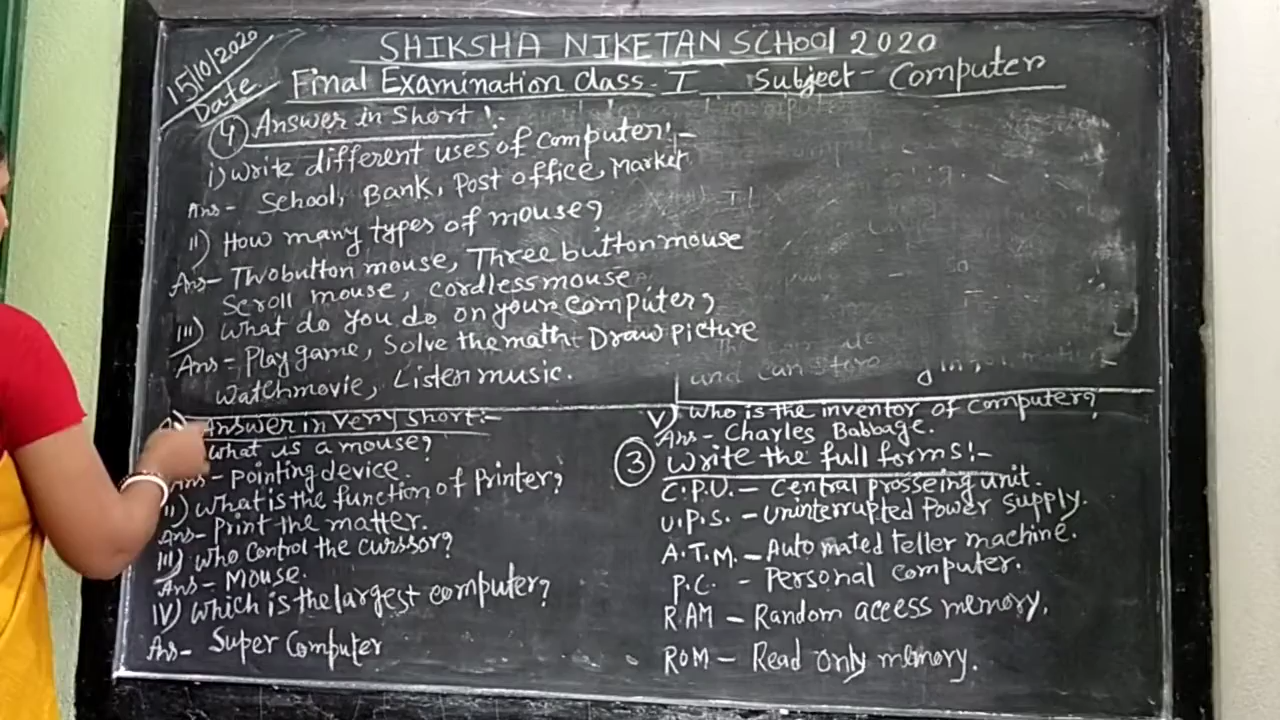 15/10/2020
Date
SHIKSHA NIKETAN SCHOOL 2020
Final Examination Class - I Subject - Computer
4) Answer in Short !-
i) Write different uses of Computer!-
Ans- School, Bank, Post office, Market
II) How many types of mouse?
Ans- Two button mouse, Three button mouse
Scroll mouse, cordless mouse
III) What do you do on your computer?
Ans- Play game, Solve the math Draw picture
Watch movie, Listen music.
Answer in very short:-
What is a mouse?
Ans- Pointing device.
II) What is the function of Printer?
Ans- Print the matter.
III) Who Control the curssor?
Ans- Mouse.
IV) Which is the largest computer?
Ans- Super Computer
V) Who is the inventor of computer?
Ans- Charles Babbage.
3 Write the full forms!-
C.P.U. - Central prosseing unit.
U.P.S. - Uninterrupted Power supply.
A.T.M. - Auto mated teller machine.
P.C. - Personal computer.
RAM - Random access memory.
ROM - Read only memory.